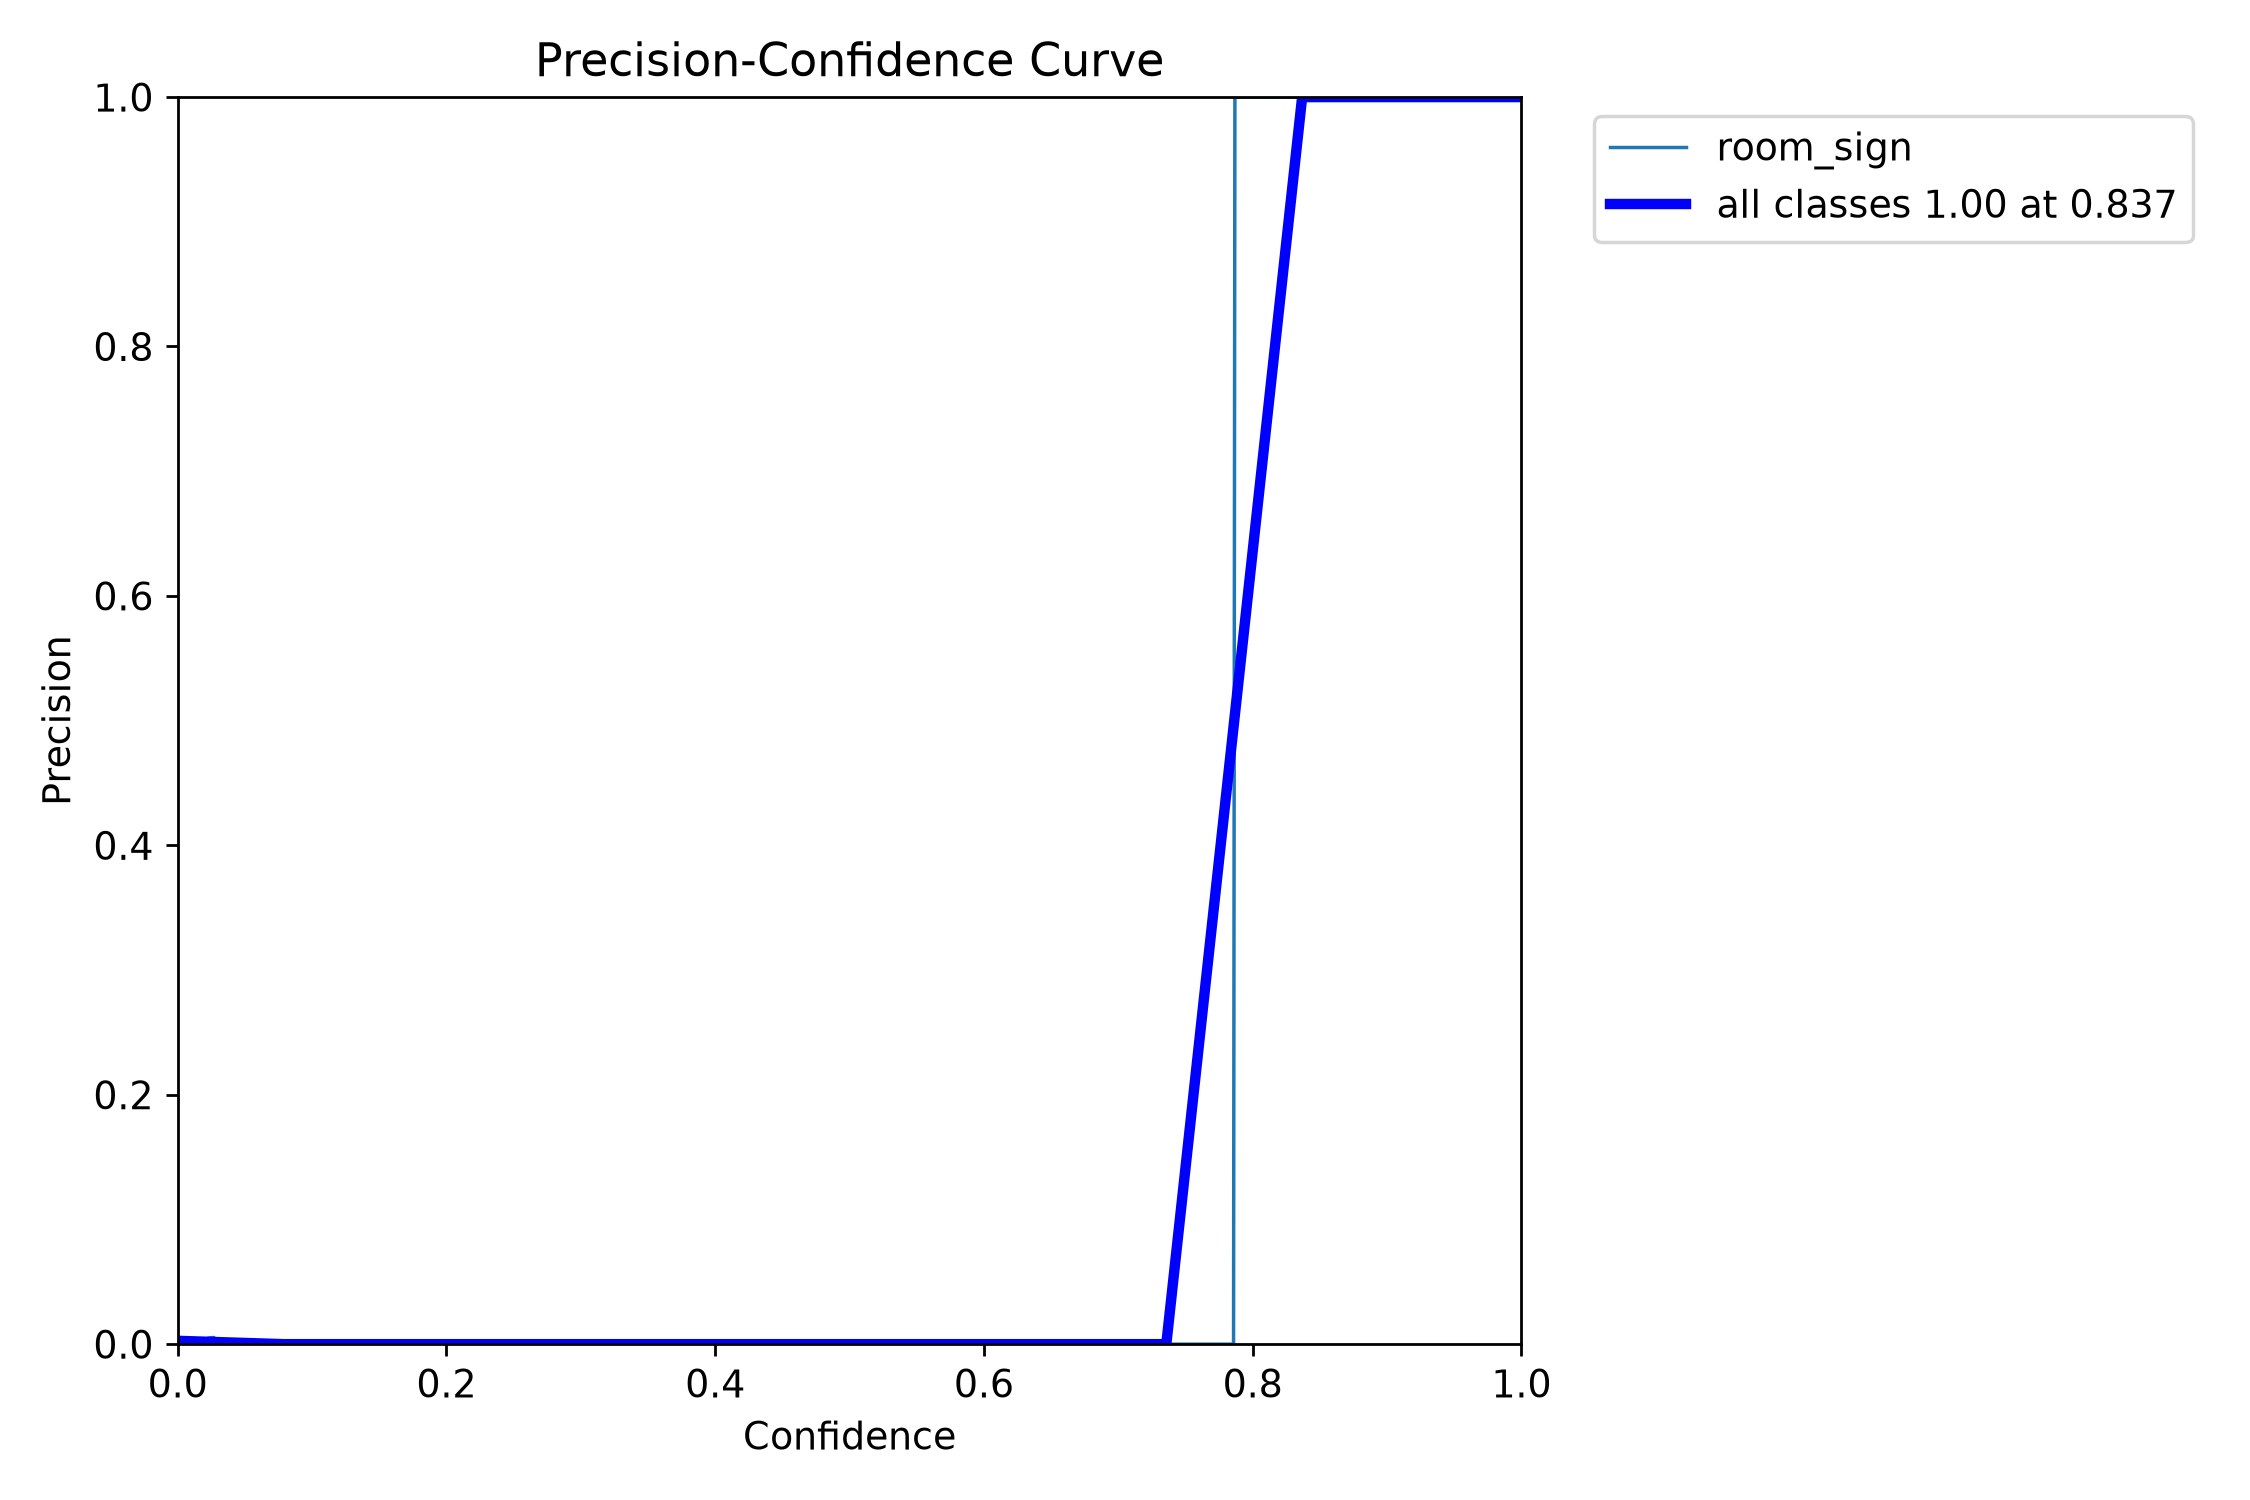 Precision-Confidence Curve
1.0
0.8
0.6
0.4
0.2
0.0
Precision
0.0 0.2 0.4 0.6 0.8 1.0
Confidence
room_sign
all classes 1.00 at 0.837